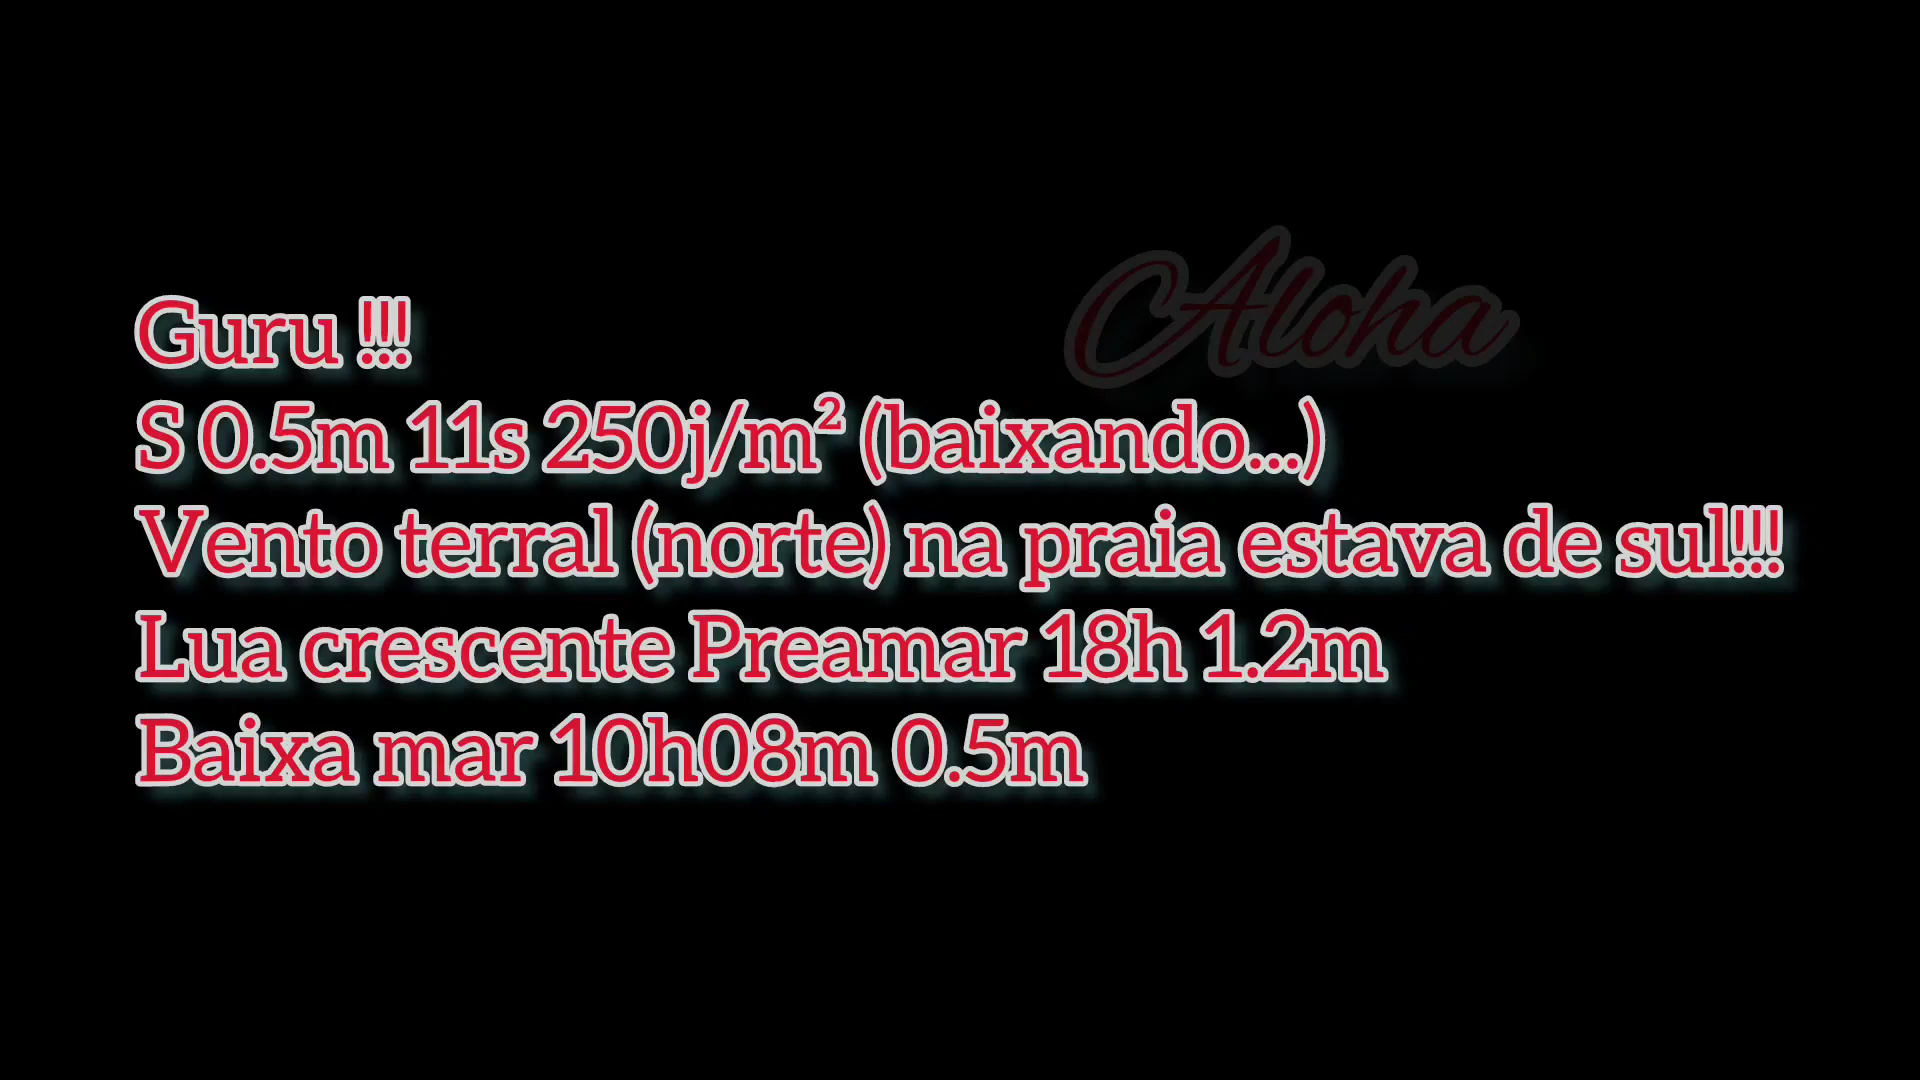 Aloha
Guru !!!
S 0.5m 11s 250j/m² (baixando...)
Vento terral (norte) na praia estava de sul!!!
Lua crescente Preamar 18h 1.2m
Baixa mar 10h08m 0.5m